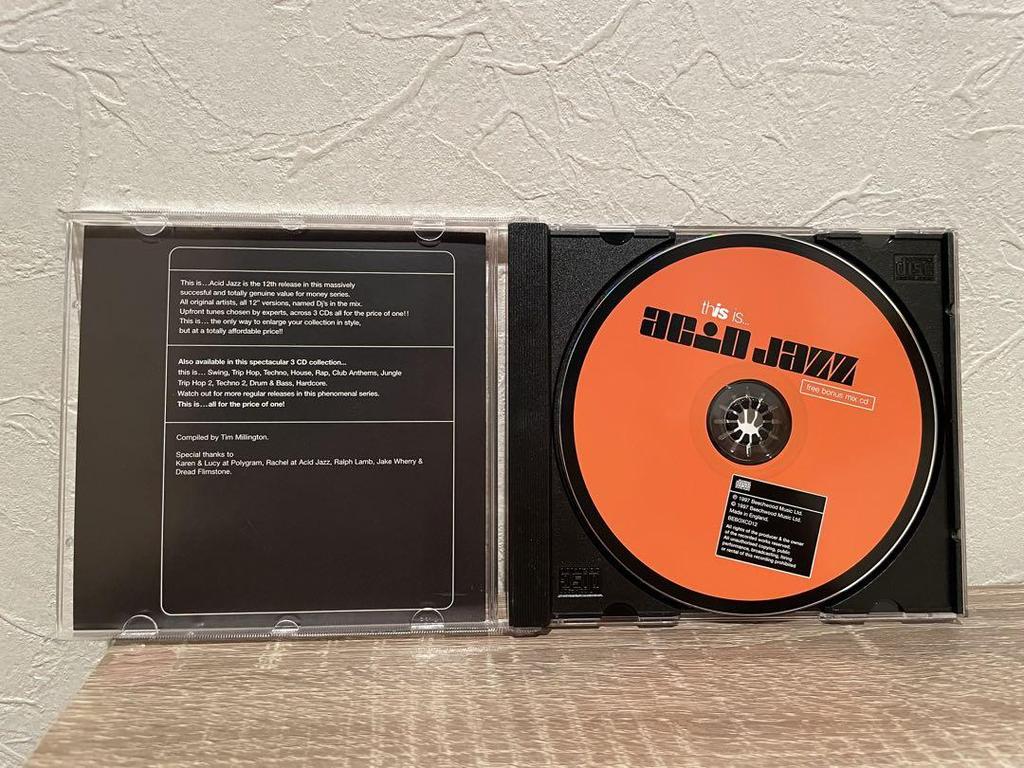 This is...Acid Jazz is the 12th release in this massively
succesful and totally genuine value for money series.
All original artists, all 12" versions, named Dj's in the mix.
Upfront tunes chosen by experts, across 3 CDs all for the price of one!!
This is... the only way to enlarge your collection in style,
but at a totally affordable price!!
Also available in this spectacular 3 CD collection...
this is... Swing, Trip Hop, Techno, House, Rap, Club Anthems, Jungle
Trip Hop 2, Techno 2, Drum & Bass, Hardcore.
Watch out for more regular releases in this phenomenal series.
This is...all for the price of one!
Compiled by Tim Millington.
Special thanks to
Karen & Lucy at Polygram, Rachel at Acid Jazz, Ralph Lamb, Jake Wherry &
Dread Flimstone.
this is...
acid jazz
free bonus mix cd
℗ 1997 Beechwood Music Ltd.
© 1997 Beechwood Music Ltd.
Made in England.
BEBOXCD12
All rights of the producer & the owner
of the recorded works reserved.
All unauthorised copying, public
performance, broadcasting, hiring
or rental of this recording prohibited
disc